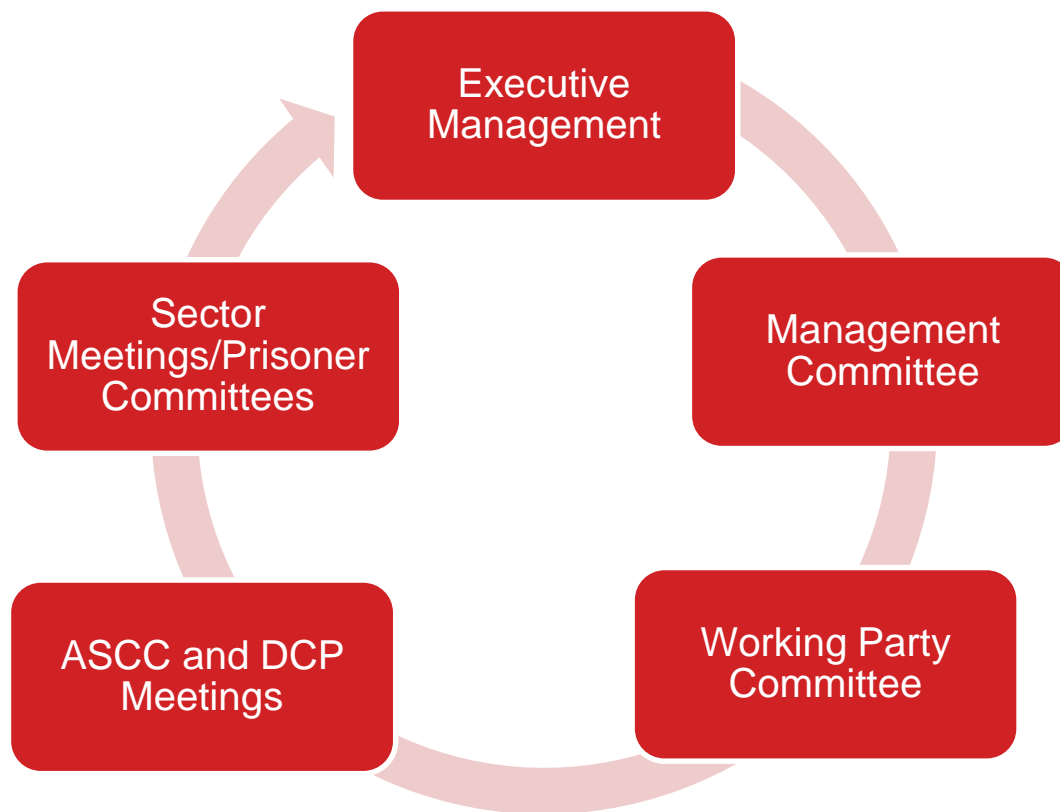 Executive
Management
Management
Committee
Working Party
Committee
ASCC and DCP
Meetings
Sector
Meetings/Prisoner
Committees